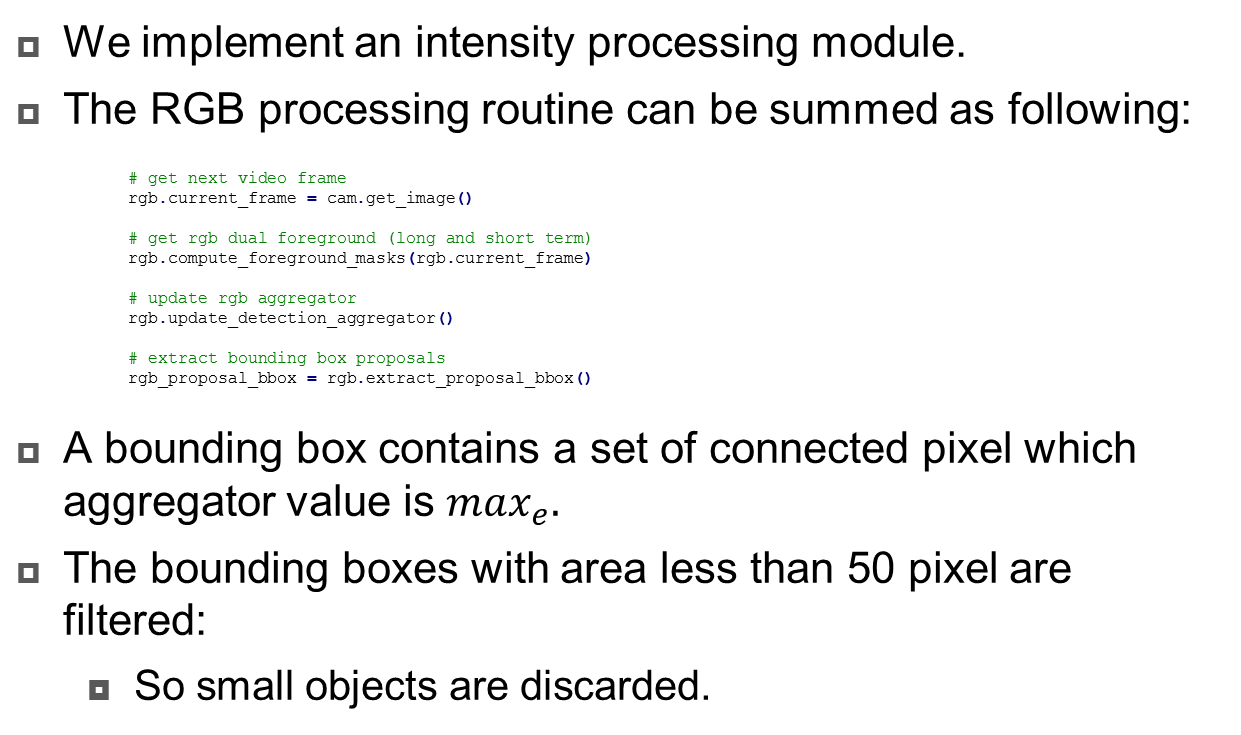 We implement an intensity processing module.
The RGB processing routine can be summed as following:
# get next video frame
rgb.current_frame = cam.get_image()
# get rgb dual foreground (long and short term)
rgb.compute_foreground_masks(rgb.current_frame)
# update rgb aggregator
rgb.update_detection_aggregator()
# extract bounding box proposals
rgb_proposal_bbox = rgb.extract_proposal_bbox()
A bounding box contains a set of connected pixel which
aggregator value is max_e.
The bounding boxes with area less than 50 pixel are
filtered:
So small objects are discarded.